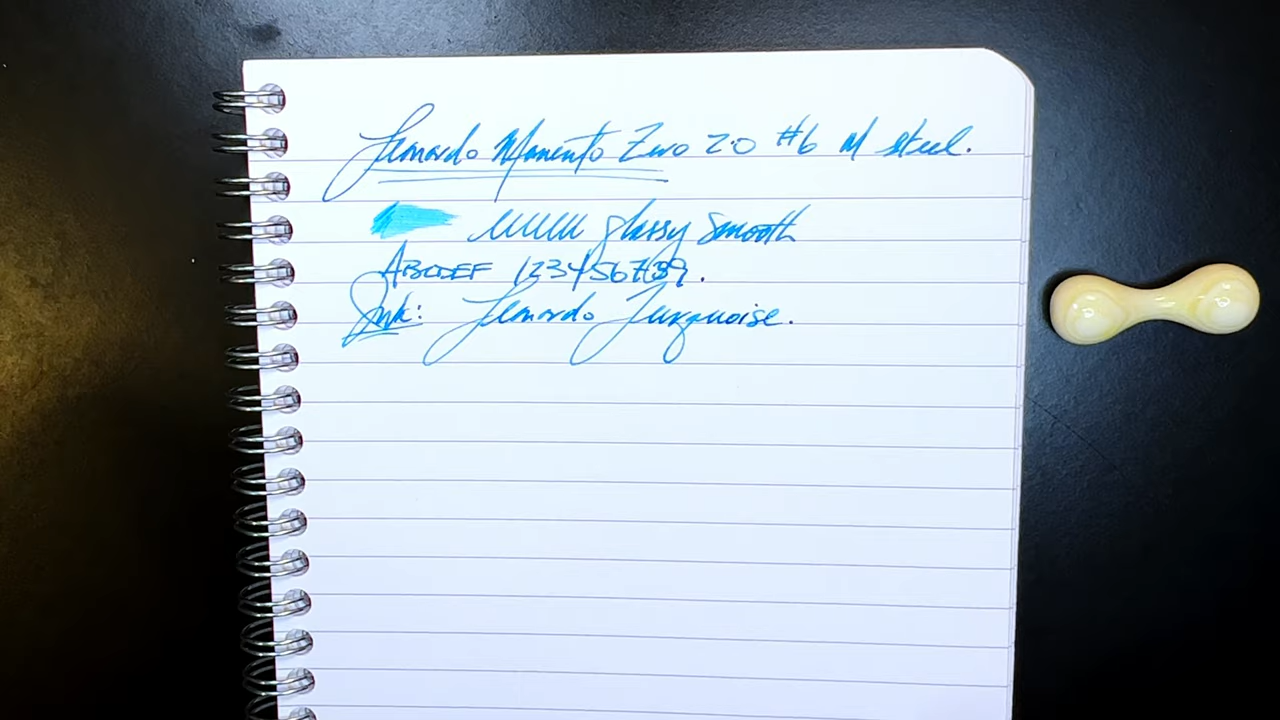 Leonardo Momento Zero 2.0 #6 M steel.
glassy smooth
ABCDEF 123456789.
Ink: Leonardo Turquoise.